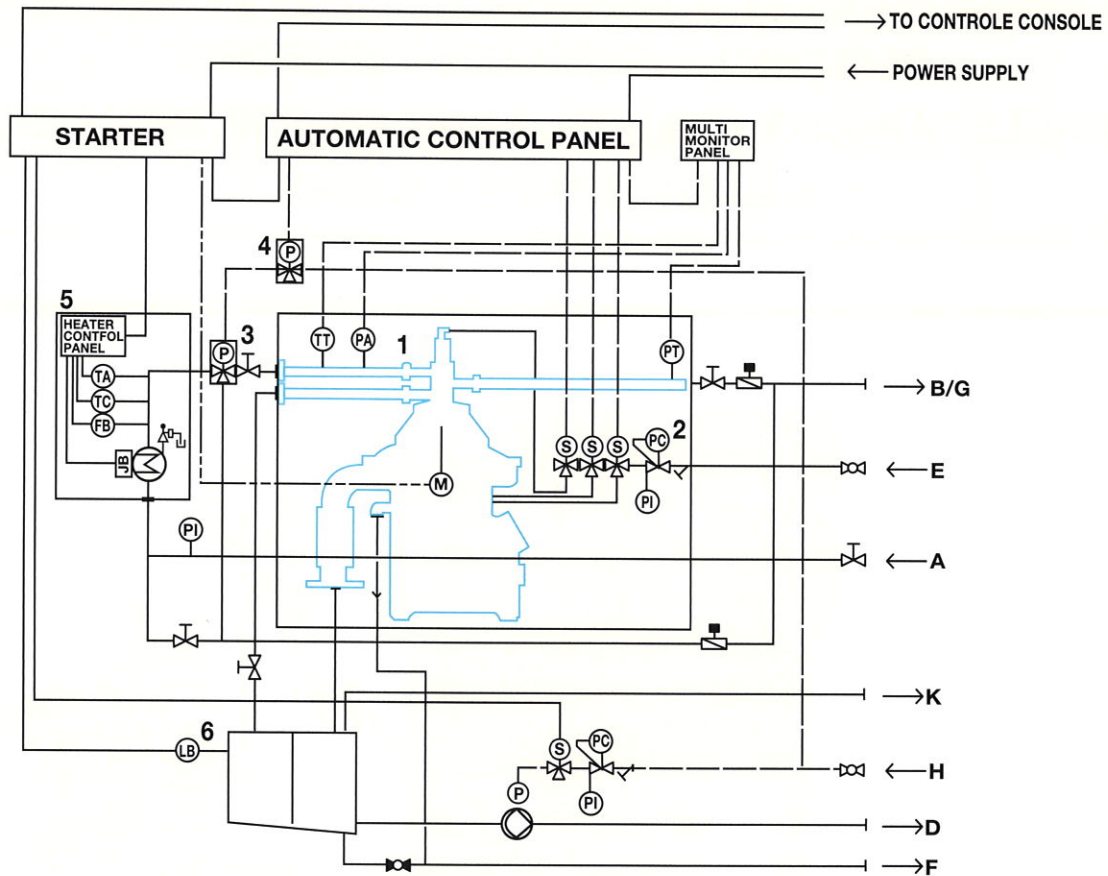 TO CONTROLE CONSOLE
POWER SUPPLY
STARTER
AUTOMATIC CONTROL PANEL
MULTI
MONITOR
PANEL
4
P
5
HEATER
CONTFOL
PANEL
3
P
TT
PA
1
PT
TA
TC
FB
JB
B/G
S
S
S
PC
2
E
M
PI
PI
A
K
6
LB
S
PC
H
P
PI
D
F